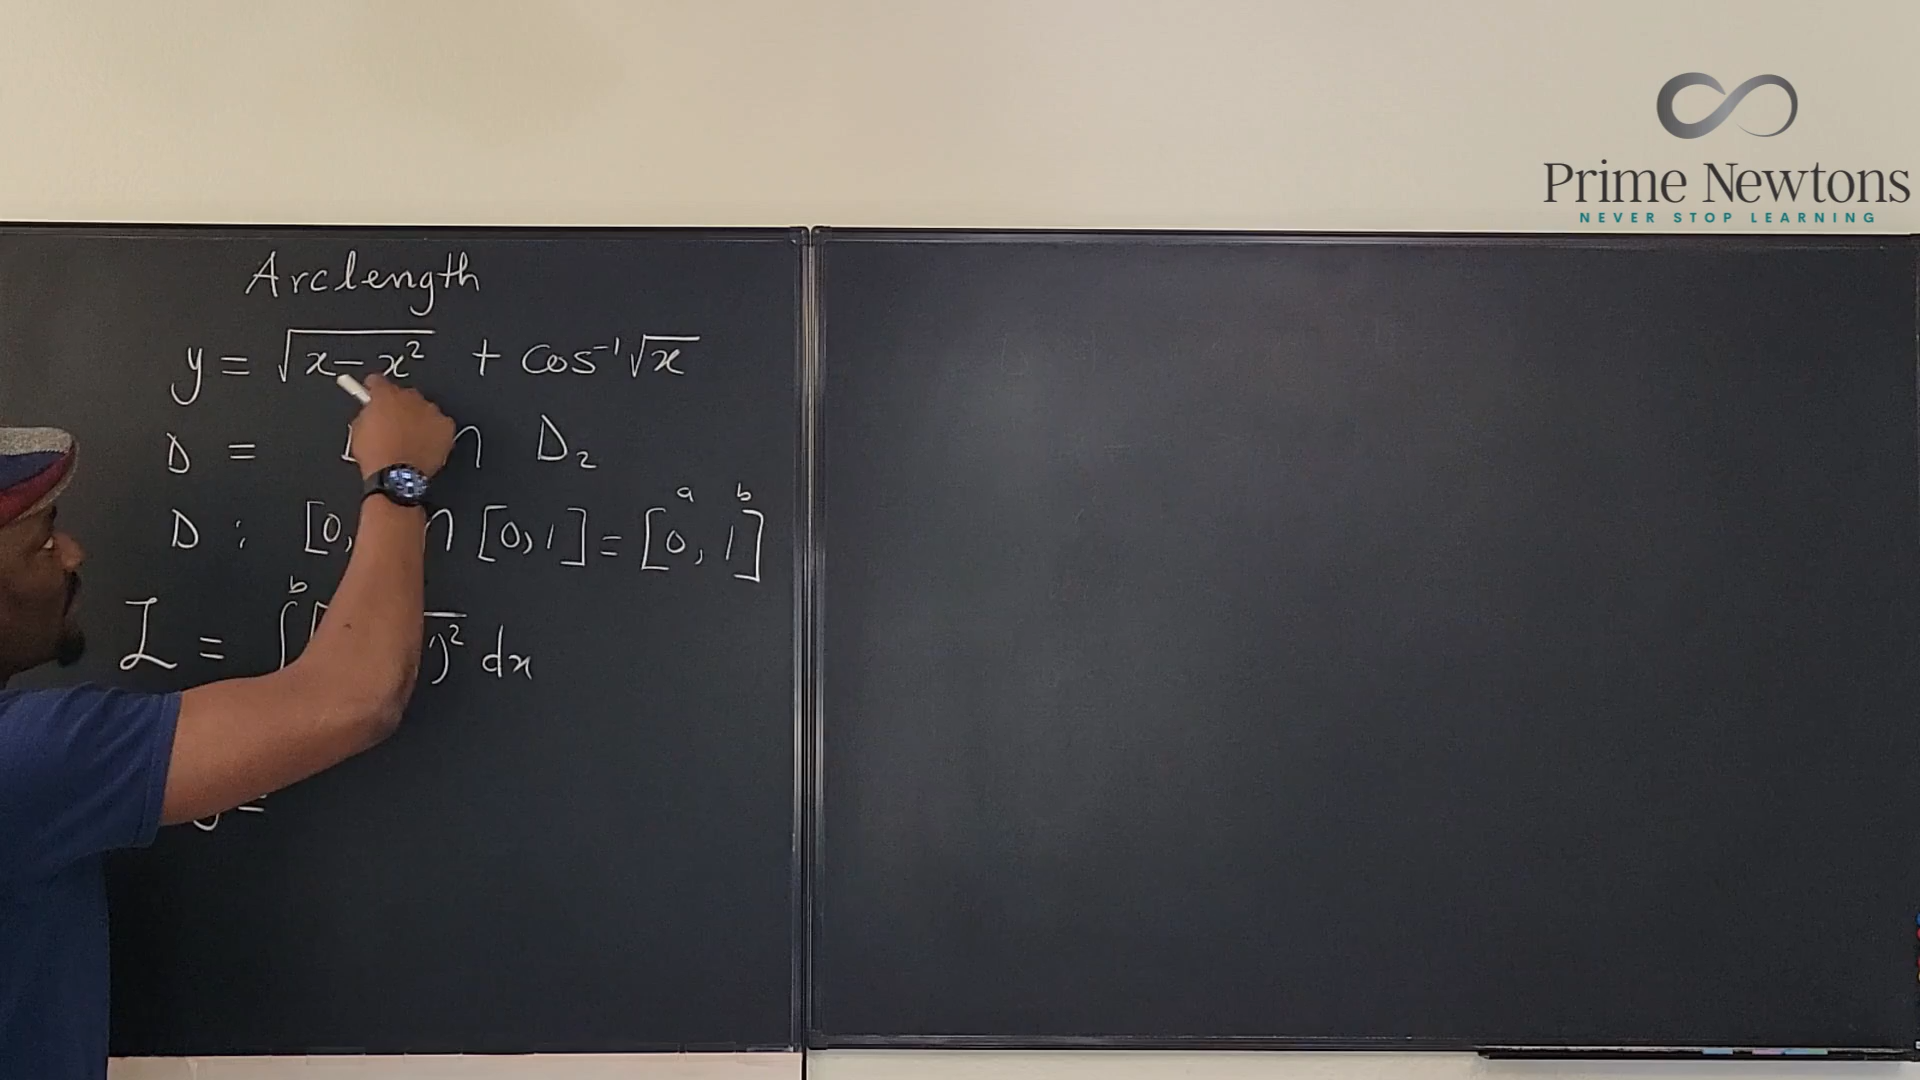 Prime Newtons
NEVER STOP LEARNING
Arclength
y = √(x-x²) + cos⁻¹√x
D = ∩ D₂
a b
D : [0, ∩ [0,1] = [0, 1]
b
L = ∫ )² dx